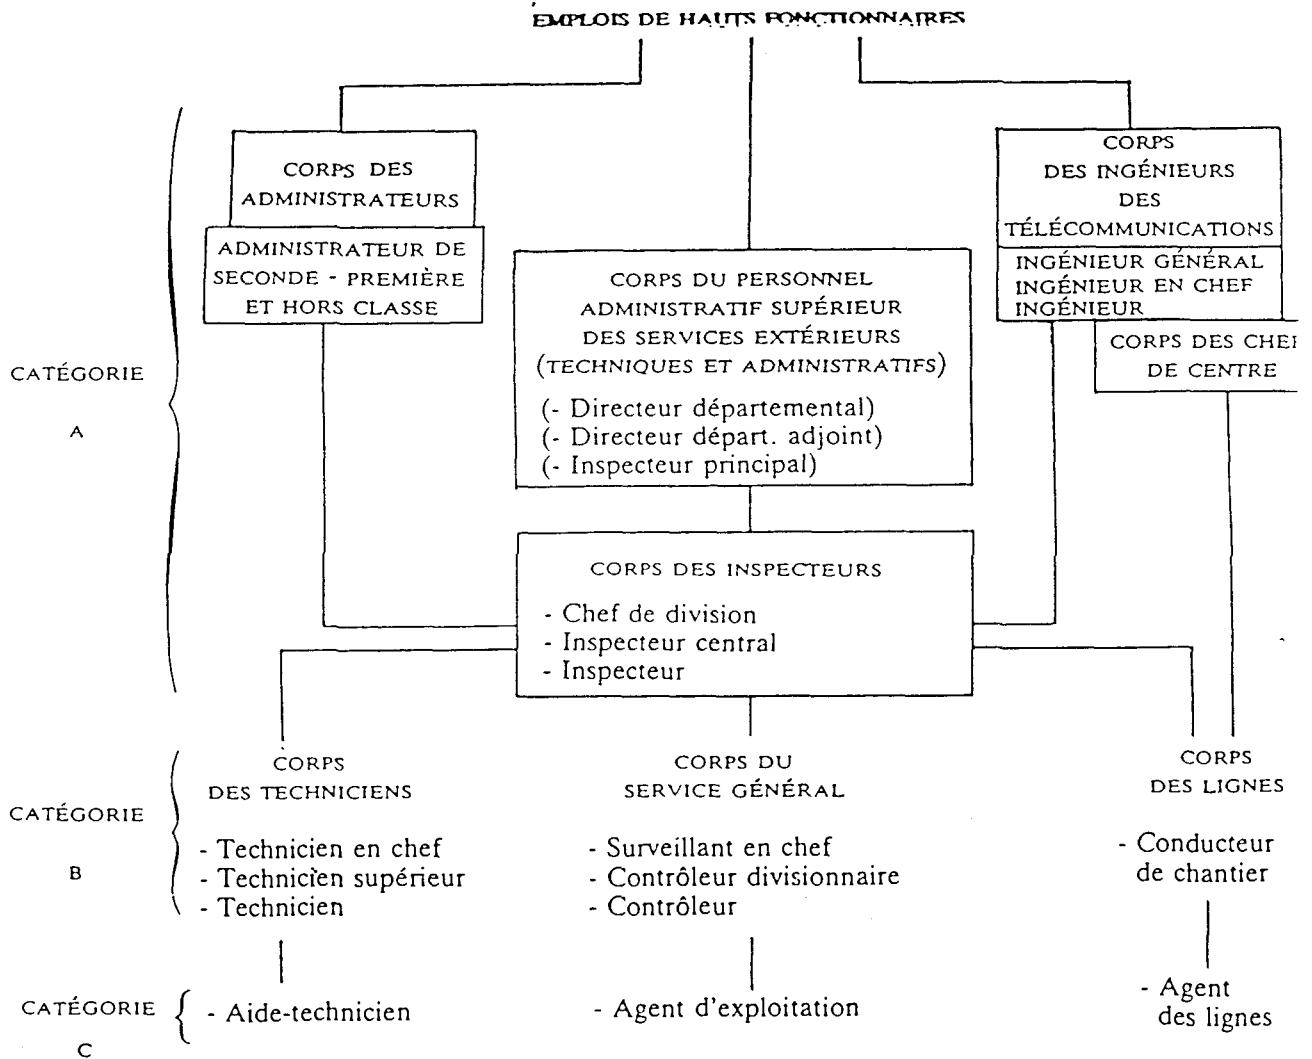 EMPLOIS DE HAUTS FONCTIONNAIRES
CORPS DES
ADMINISTRATEURS
ADMINISTRATEUR DE
SECONDE - PREMIÈRE
ET HORS CLASSE
CORPS DU PERSONNEL
ADMINISTRATIF SUPÉRIEUR
DES SERVICES EXTÉRIEURS
(TECHNIQUES ET ADMINISTRATIFS)
(- Directeur départemental)
(- Directeur départ. adjoint)
(- Inspecteur principal)
CORPS
DES INGÉNIEURS
DES
TÉLÉCOMMUNICATIONS
INGÉNIEUR GÉNÉRAL
INGÉNIEUR EN CHEF
INGÉNIEUR
CORPS DES CHEF
DE CENTRE
CATÉGORIE
A
CORPS DES INSPECTEURS
- Chef de division
- Inspecteur central
- Inspecteur
CATÉGORIE
B
CORPS
DES TECHNICIENS
- Technicien en chef
- Technicien supérieur
- Technicien
CORPS DU
SERVICE GÉNÉRAL
- Surveillant en chef
- Contrôleur divisionnaire
- Contrôleur
CORPS
DES LIGNES
- Conducteur
de chantier
CATÉGORIE
C
- Aide-technicien
- Agent d'exploitation
- Agent
des lignes